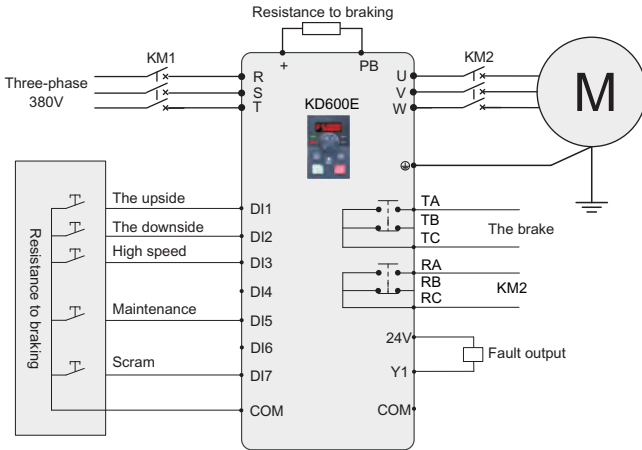 Resistance to braking
KM1
+
PB
KM2
Three-phase
380V
R
S
T
U
V
W
KD600E
M
The upside
DI1
The downside
DI2
High speed
DI3
DI4
Maintenance
DI5
DI6
Scram
DI7
COM
Resistance to braking
TA
TB
TC
The brake
RA
RB
RC
KM2
24V
Y1
Fault output
COM